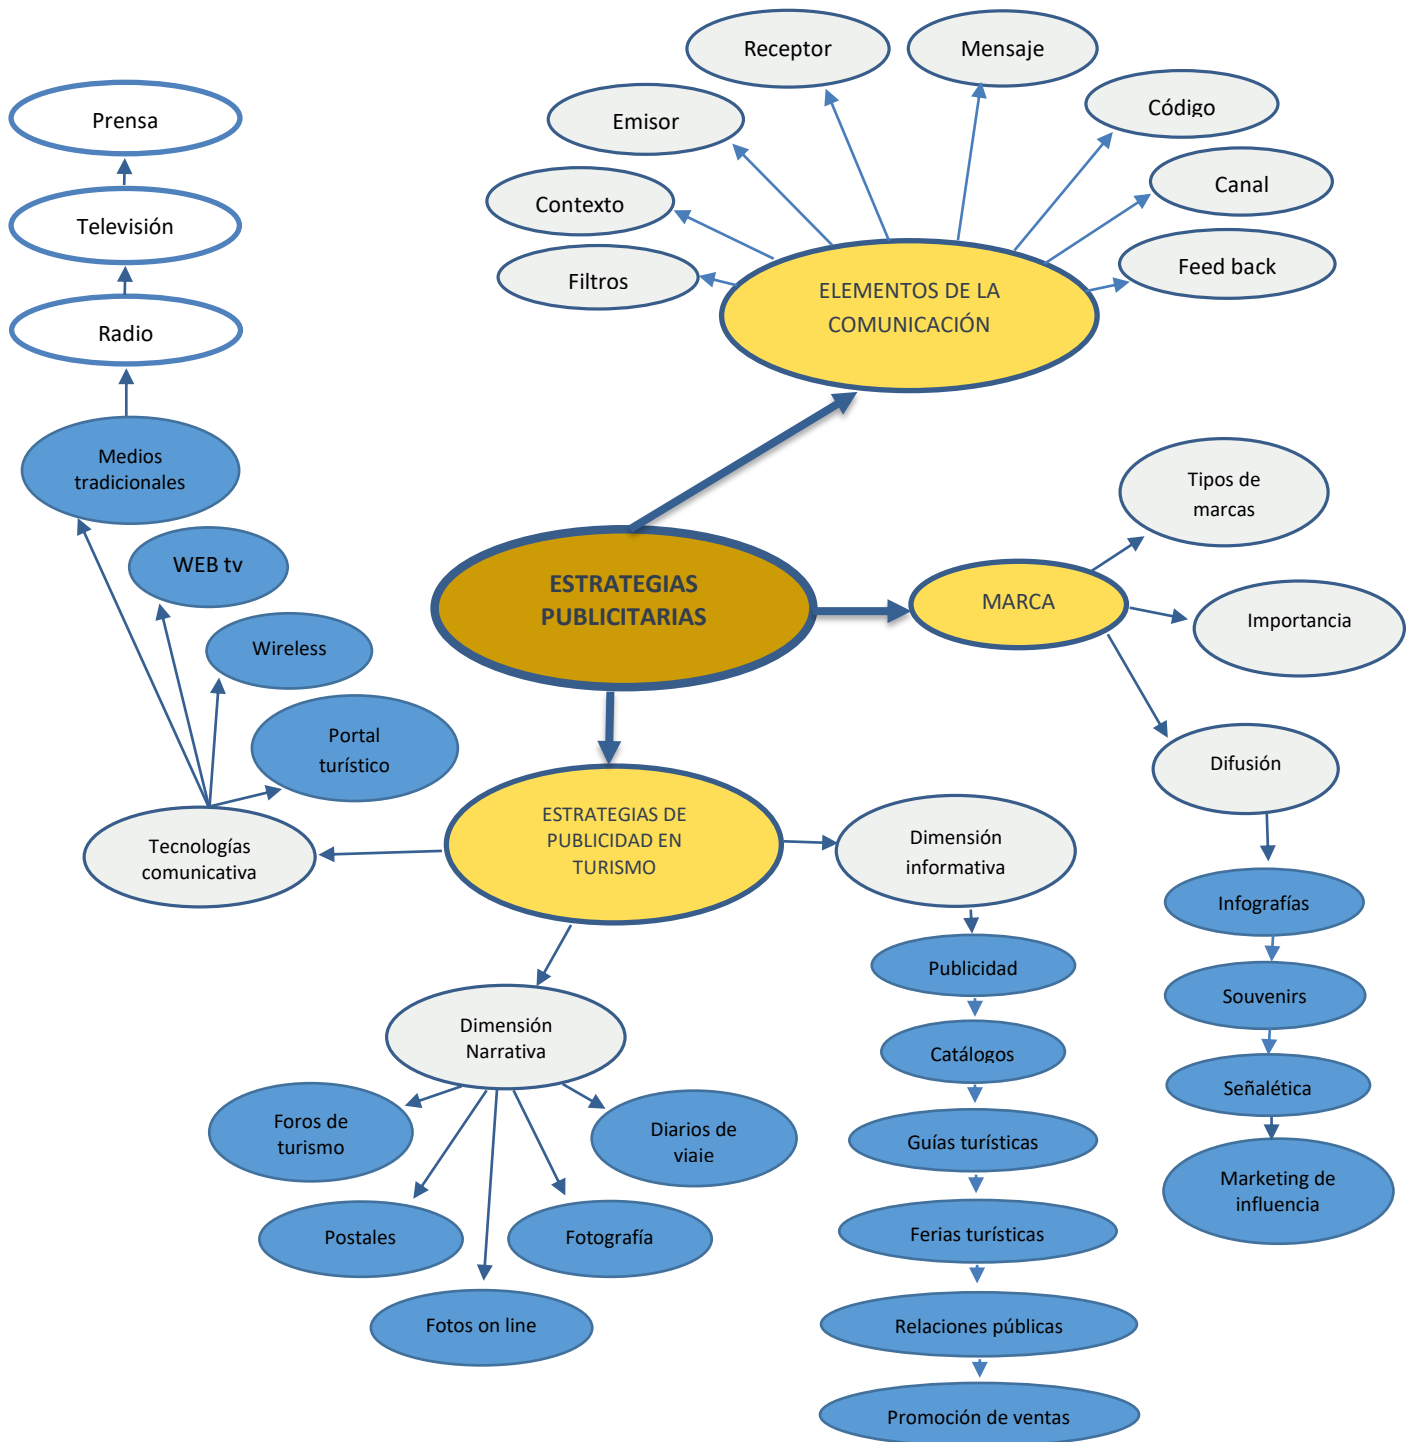 Receptor
Mensaje
Prensa
Emisor
Código
Contexto
Canal
Televisión
Filtros
Feed back
ELEMENTOS DE LA
COMUNICACIÓN
Radio
Medios
tradicionales
Tipos de
marcas
WEB tv
ESTRATEGIAS
PUBLICITARIAS
MARCA
Importancia
Wireless
Portal
turístico
Difusión
ESTRATEGIAS DE
PUBLICIDAD EN
TURISMO
Tecnologías
comunicativa
Dimensión
informativa
Infografías
Publicidad
Souvenirs
Dimensión
Narrativa
Catálogos
Señalética
Foros de
turismo
Diarios de
viaje
Guías turísticas
Marketing de
influencia
Postales
Fotografía
Ferias turísticas
Fotos on line
Relaciones públicas
Promoción de ventas